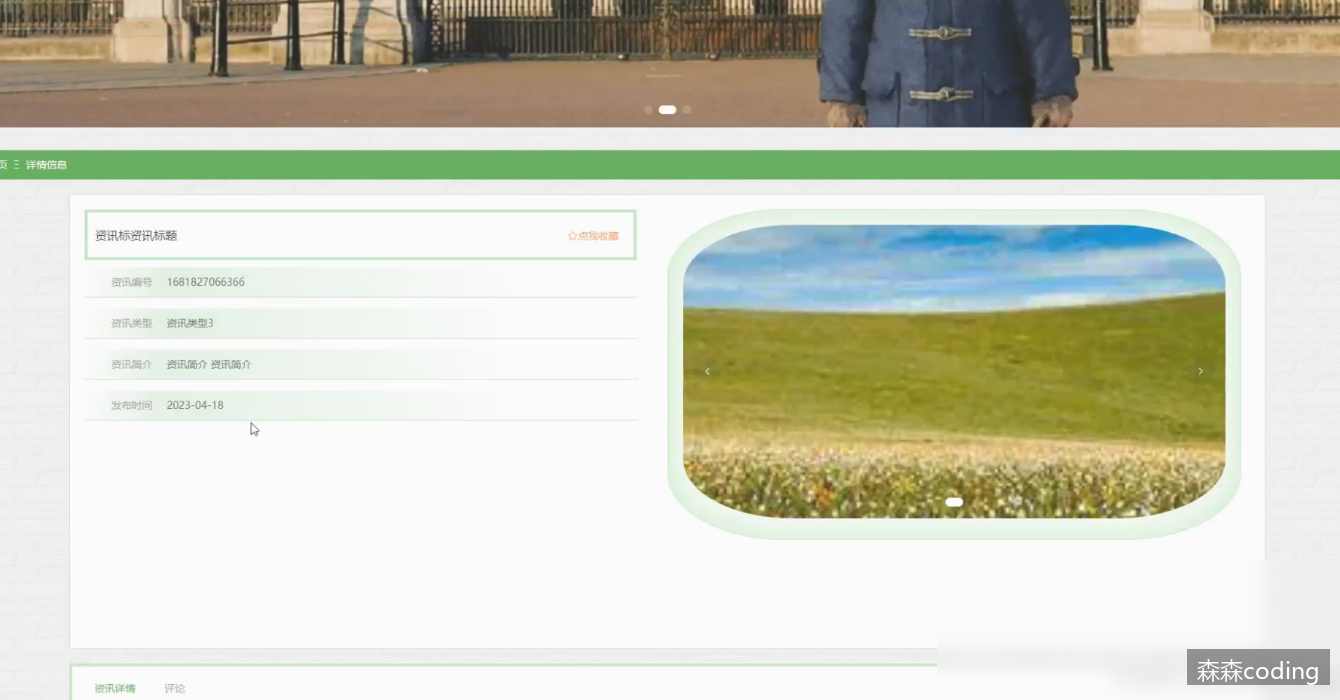 页 Ξ 详情信息
资讯标资讯标题 ☆点我收藏
资讯编号 1681827066366
资讯类型 资讯类型3
资讯简介 资讯简介 资讯简介
发布时间 2023-04-18
资讯详情 评论
森森coding